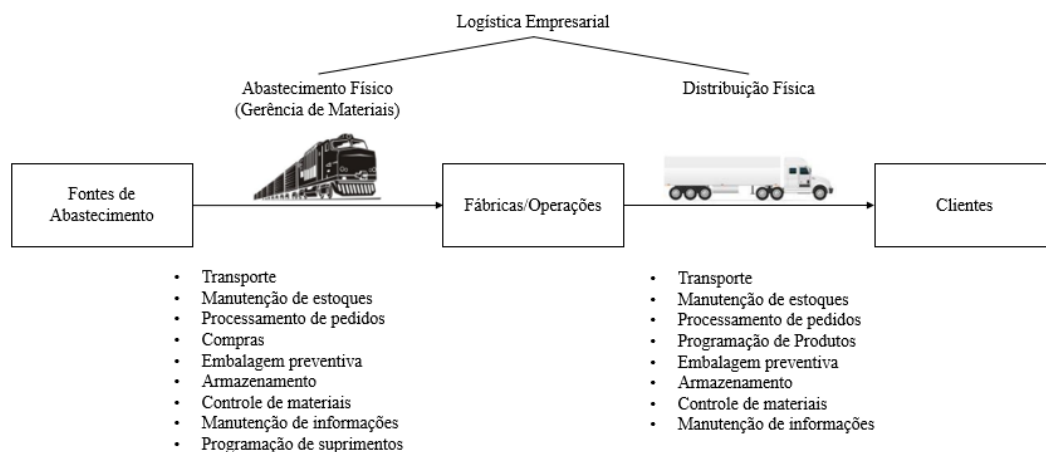 Logística Empresarial
Abastecimento Físico
(Gerência de Materiais)
Distribuição Física
Fontes de
Abastecimento
Fábricas/Operações
Clientes
• Transporte
• Manutenção de estoques
• Processamento de pedidos
• Compras
• Embalagem preventiva
• Armazenamento
• Controle de materiais
• Manutenção de informações
• Programação de suprimentos
• Transporte
• Manutenção de estoques
• Processamento de pedidos
• Programação de Produtos
• Embalagem preventiva
• Armazenamento
• Controle de materiais
• Manutenção de informações